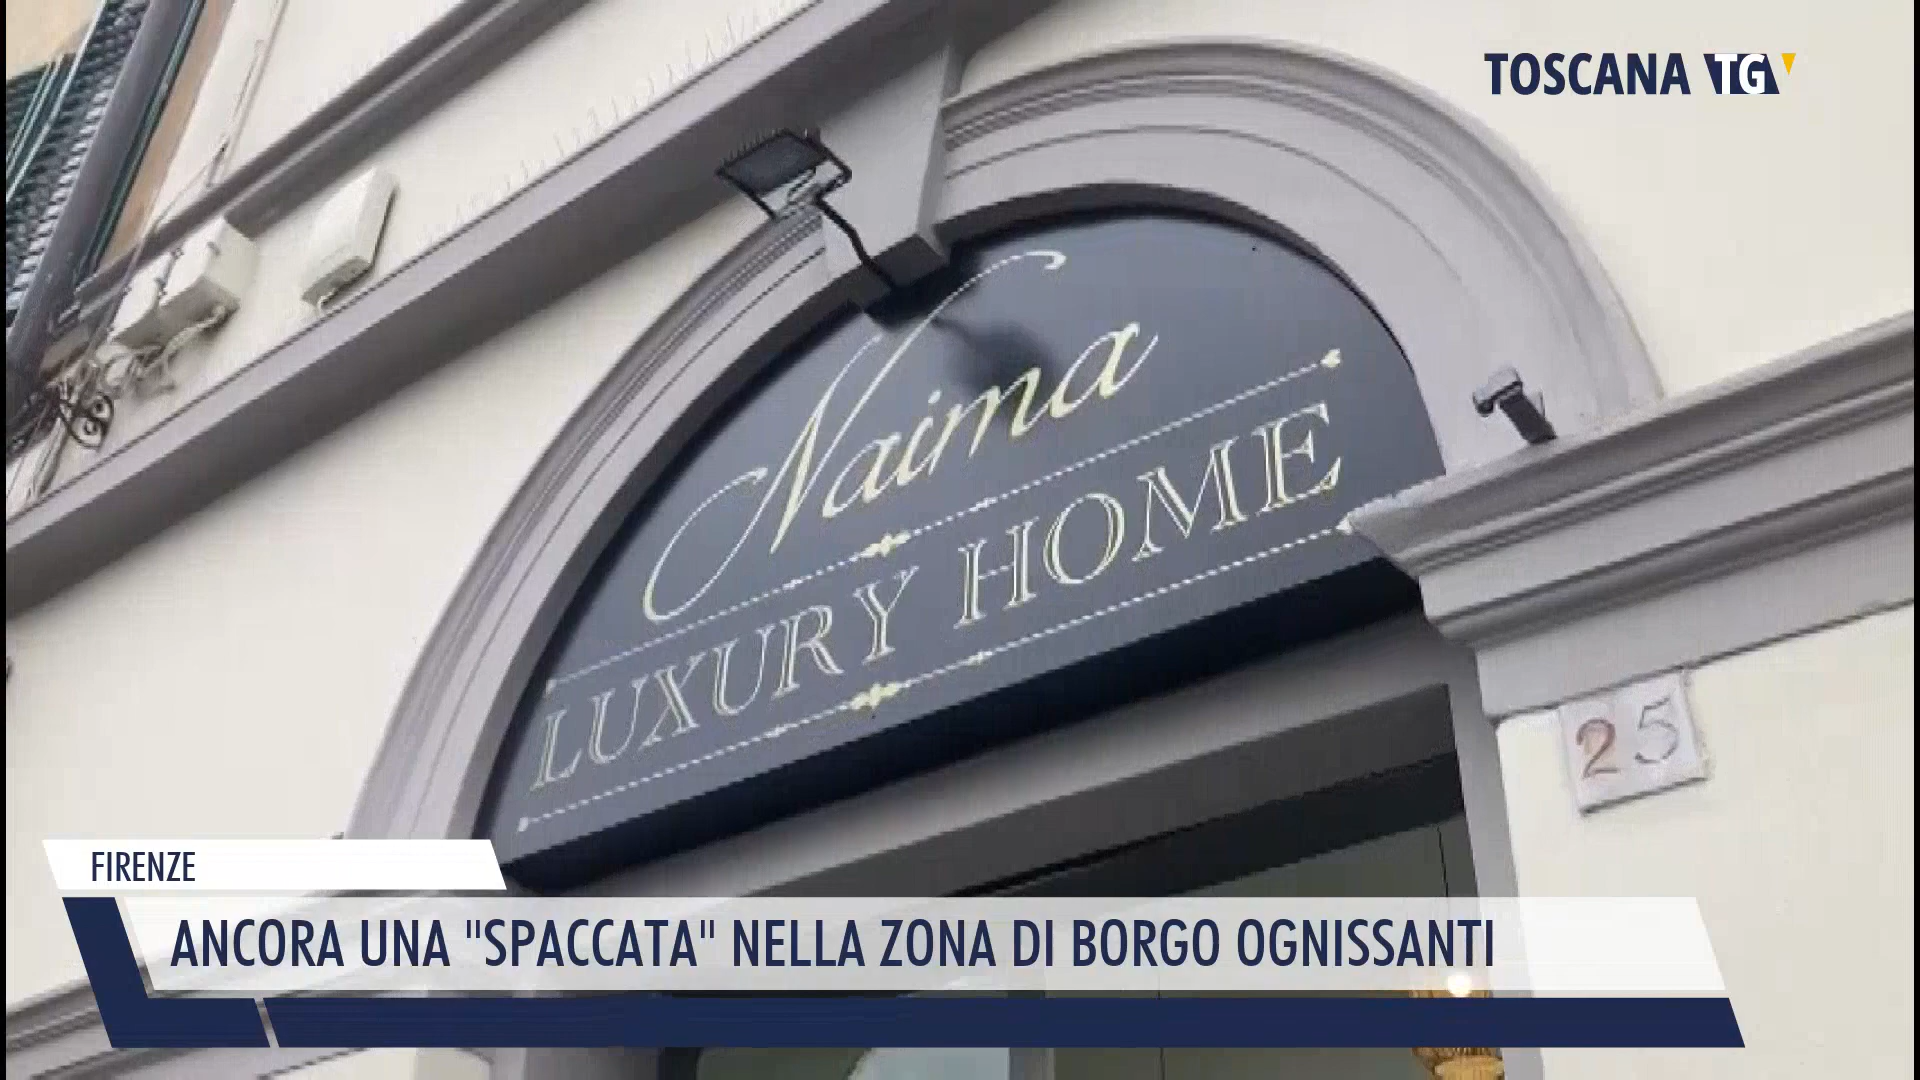 TOSCANA TG
Naima
LUXURY HOME
25
FIRENZE
ANCORA UNA "SPACCATA" NELLA ZONA DI BORGO OGNISSANTI